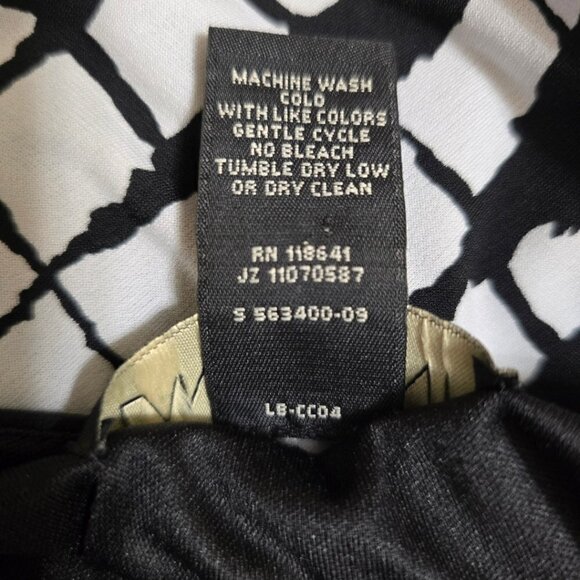 MACHINE WASH
COLD
WITH LIKE COLORS
GENTLE CYCLE
NO BLEACH
TUMBLE DRY LOW
OR DRY CLEAN
RN 118641
JZ 11070587
S 563400-09
LB-CC04